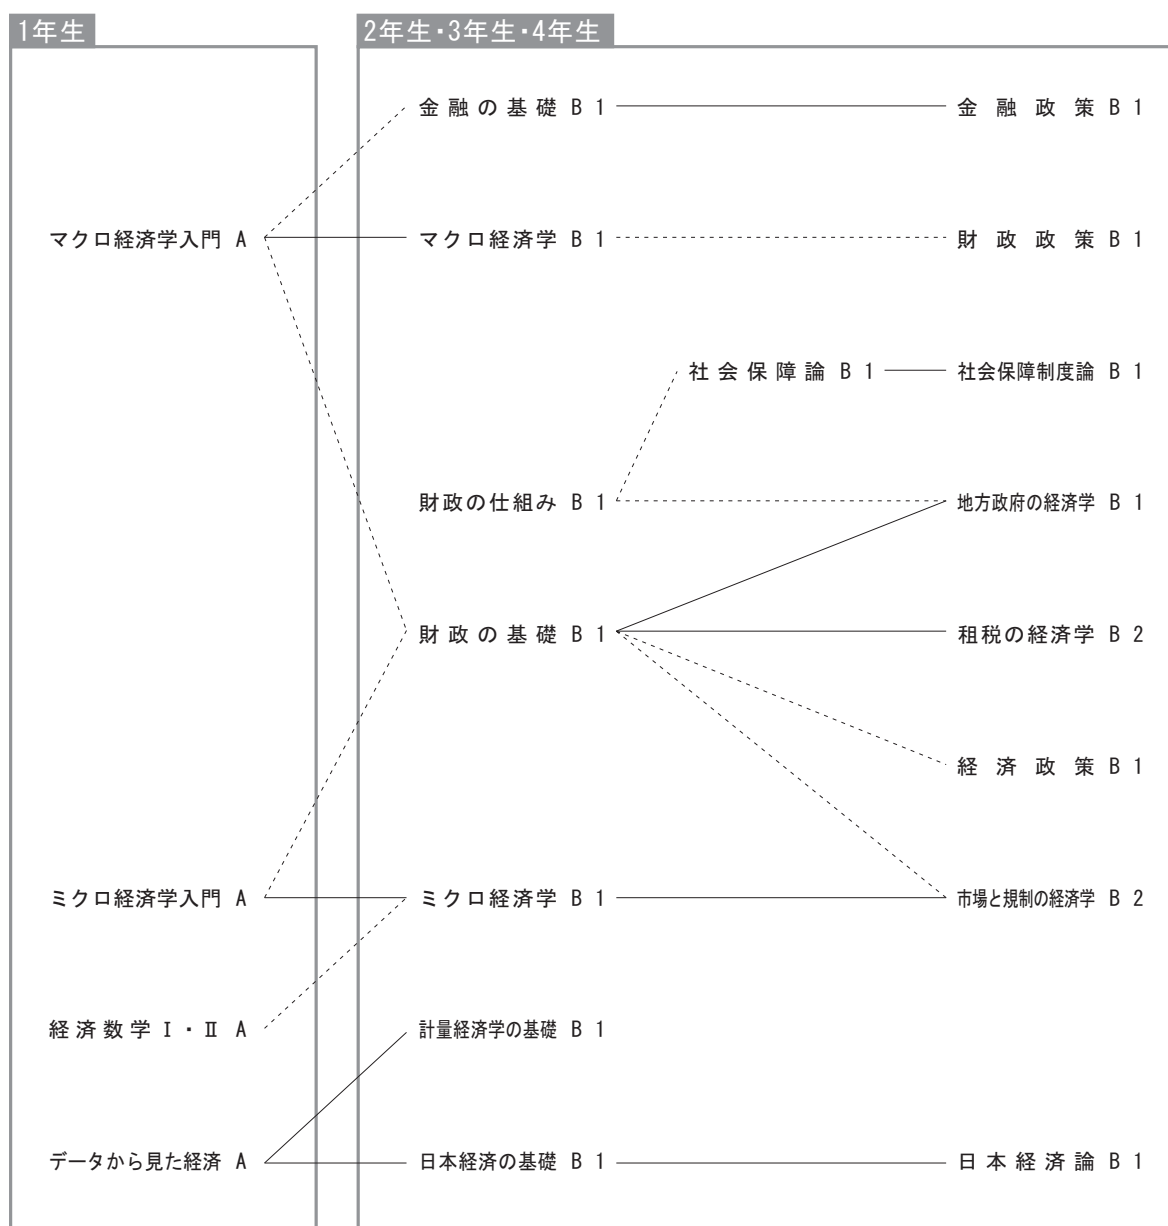 1年生
2年生・3年生・4年生
金融の基礎 B 1
金融政策 B 1
マクロ経済学入門 A
マクロ経済学 B 1
財政政策 B 1
社会保障論 B 1
社会保障制度論 B 1
財政の仕組み B 1
地方政府の経済学 B 1
財政の基礎 B 1
租税の経済学 B 2
経済政策 B 1
ミクロ経済学入門 A
ミクロ経済学 B 1
市場と規制の経済学 B 2
経済数学 Ⅰ・Ⅱ A
計量経済学の基礎 B 1
データから見た経済 A
日本経済の基礎 B 1
日本経済論 B 1